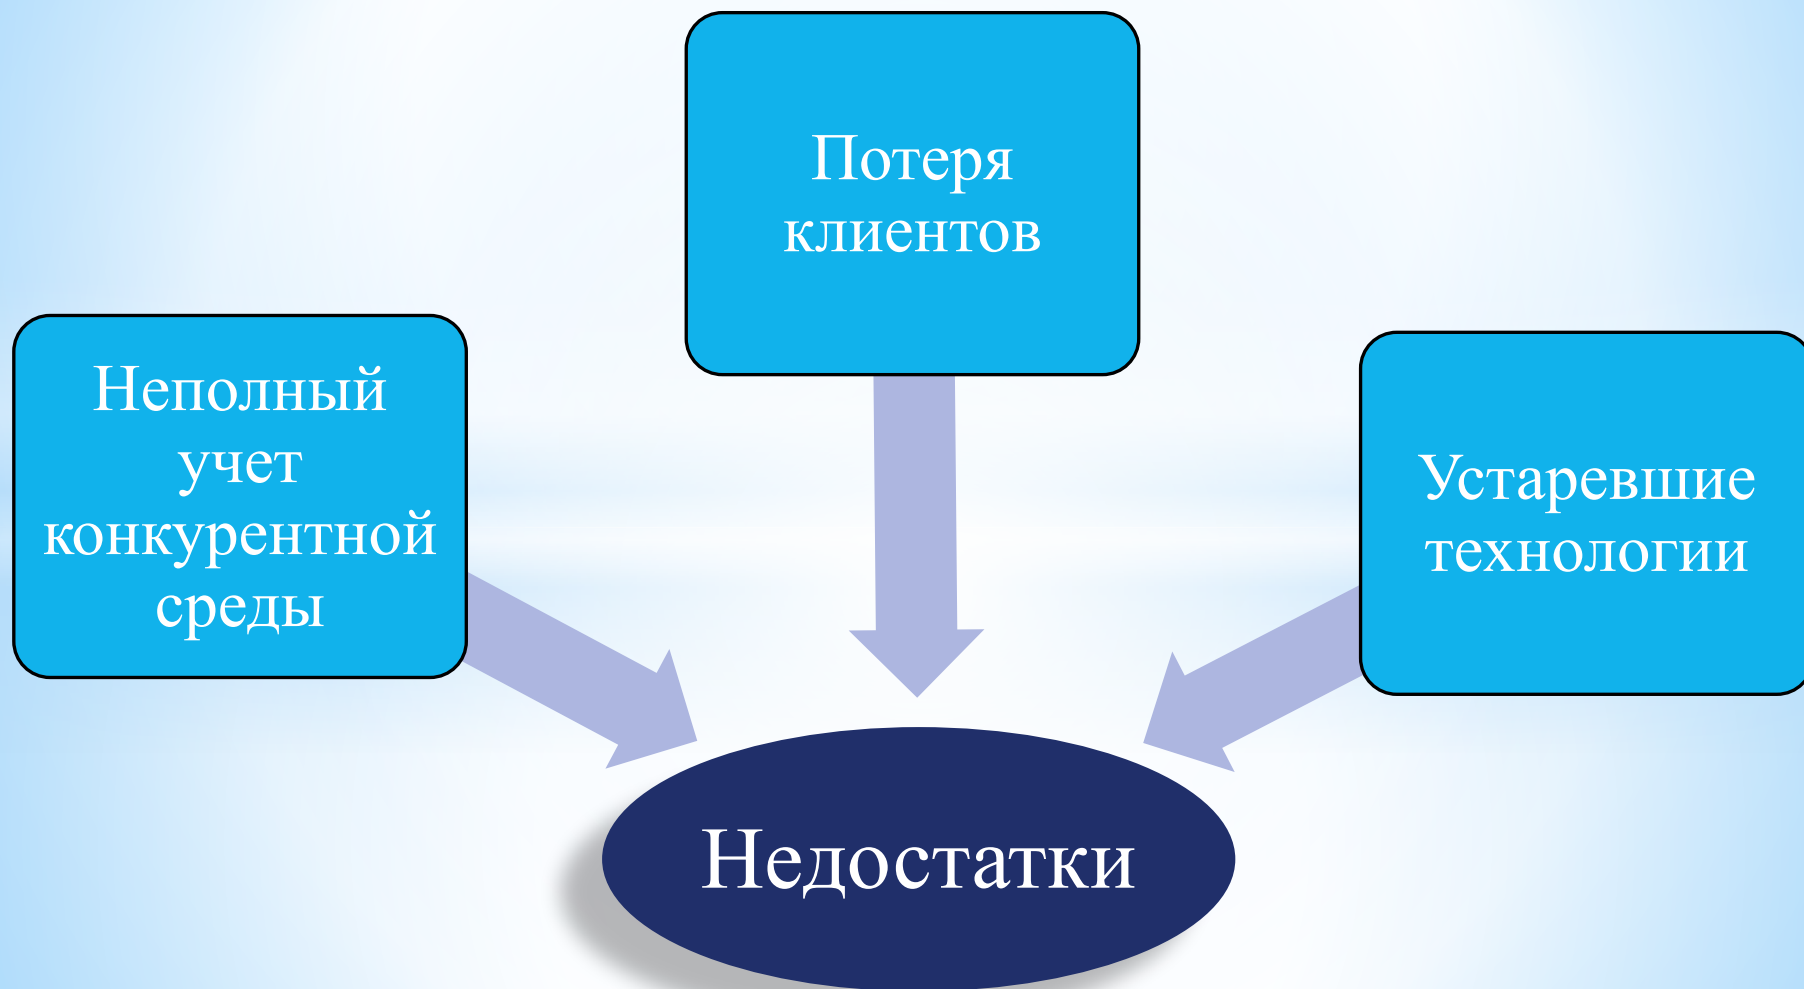 Потеря
клиентов
Неполный
учет
конкурентной
среды
Устаревшие
технологии
Недостатки